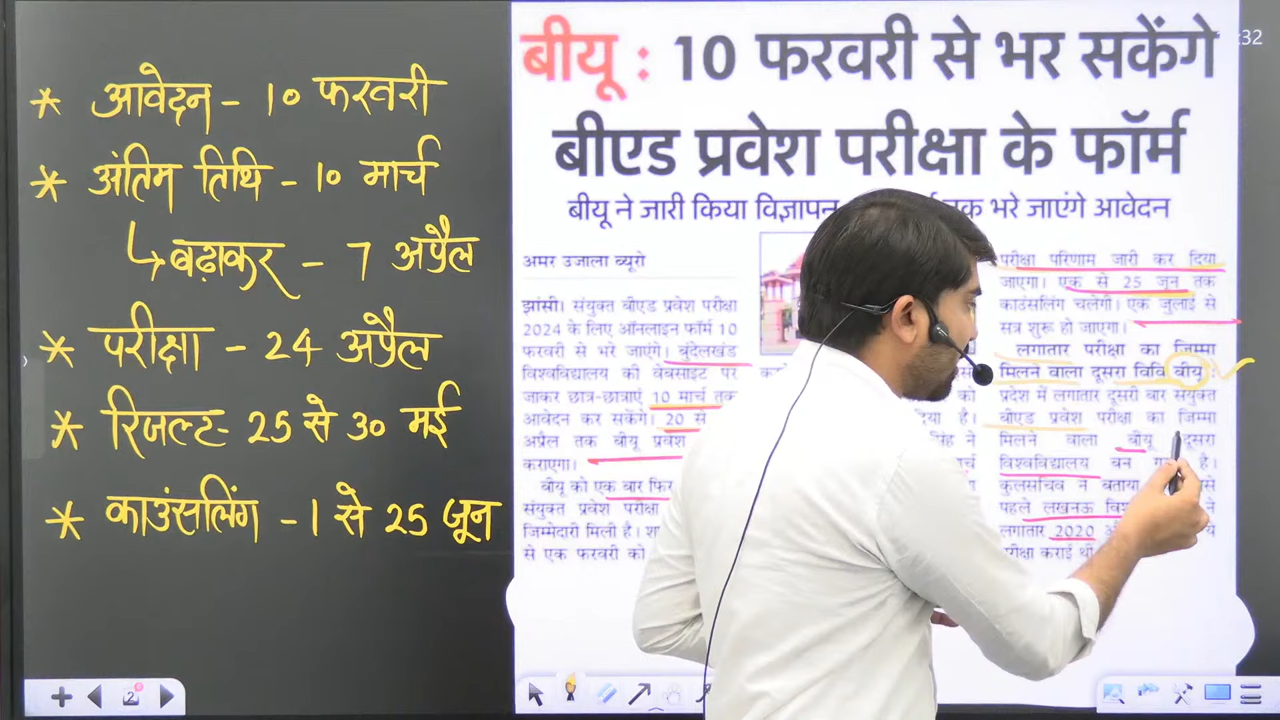 * आवेदन - 10 फरवरी
* अंतिम तिथि - 10 मार्च
↳ बढ़ाकर - 7 अप्रैल
* परीक्षा - 24 अप्रैल
* रिजल्ट - 25 से 30 मई
* काउंसलिंग - 1 से 25 जून
बीयू : 10 फरवरी से भर सकेंगे
बीएड प्रवेश परीक्षा के फॉर्म
बीयू ने जारी किया विज्ञापन तक भरे जाएंगे आवेदन
अमर उजाला ब्यूरो
झांसी। संयुक्त बीएड प्रवेश परीक्षा
2024 के लिए ऑनलाइन फॉर्म 10
फरवरी से भरे जाएंगे। बुंदेलखंड
विश्वविद्यालय की वेबसाइट पर
जाकर छात्र-छात्राएं 10 मार्च तक
आवेदन कर सकेंगे। 20 से
अप्रैल तक बीयू प्रवेश
कराएगा।
बीयू को एक बार फिर
संयुक्त प्रवेश परीक्षा
जिम्मेदारी मिली है।
से एक फरवरी को
परीक्षा परिणाम जारी कर दिया
जाएगा। एक से 25 जून तक
काउंसलिंग चलेगी। एक जुलाई से
सत्र शुरू हो जाएगा।
लगातार परीक्षा का जिम्मा
मिलने वाला दूसरा विवि बीयू :
प्रदेश में लगातार दूसरी बार संयुक्त
बीएड प्रवेश परीक्षा का जिम्मा
मिलने वाला बीयू दूसरा
विश्वविद्यालय बन है।
कुलसचिव ने बताया
पहले लखनऊ ने
लगातार 2020
परीक्षा कराई थी
:32
2